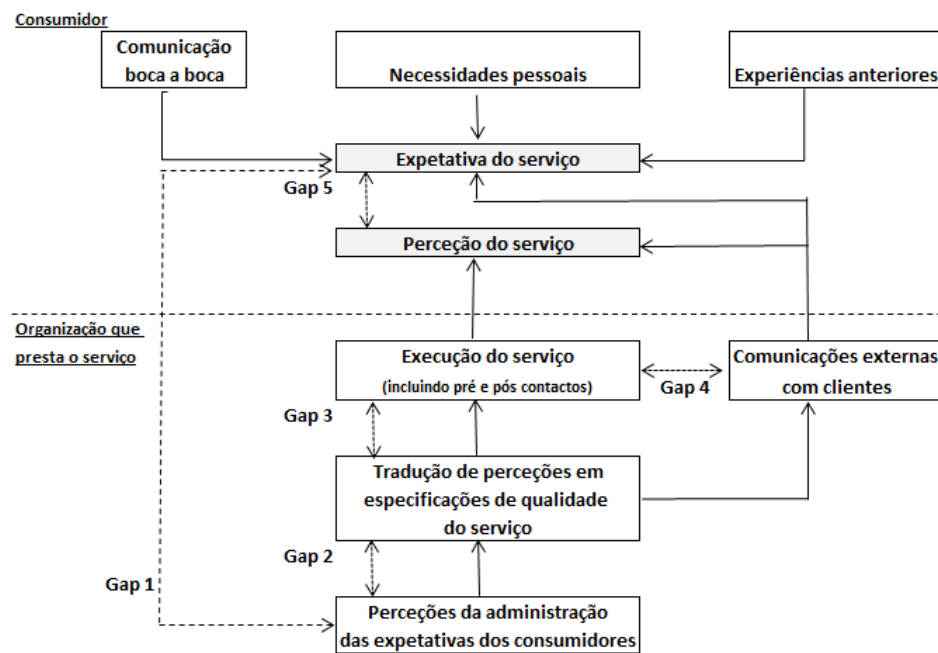 Consumidor
Comunicação
boca a boca
Necessidades pessoais
Experiências anteriores
Expetativa do serviço
Gap 5
Perceção do serviço
Organização que
presta o serviço
Execução do serviço
(incluindo pré e pós contactos)
Comunicações externas
com clientes
Gap 4
Gap 3
Tradução de perceções em
especificações de qualidade
do serviço
Gap 2
Gap 1
Perceções da administração
das expetativas dos consumidores